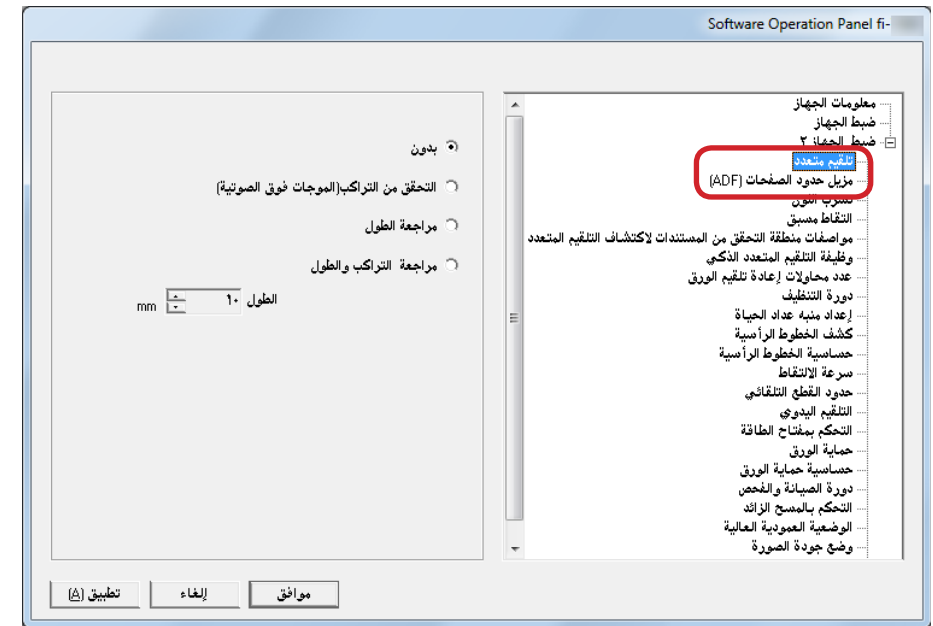 Software Operation Panel fi-
معلومات الجهاز
ضبط الجهاز
ضبط الجهاز ٢
تلقيم متعدد
مزيل حدود الصفحات (ADF)
تسرب اللون
التقاط مسبق
مواصفات منطقة التحقق من المستندات لاكتشاف التلقيم المتعدد
وظيفة التلقيم المتعدد الذكي
عدد محاولات إعادة تلقيم الورق
دورة التنظيف
إعداد منبه عداد الحياة
كشف الخطوط الرأسية
حساسية الخطوط الرأسية
سرعة الالتقاط
حدود القطع التلقائي
التلقيم اليدوي
التحكم بمفتاح الطاقة
حماية الورق
حساسية حماية الورق
دورة الصيانة والفحص
التحكم بالمسح الزائد
الوضعية العمودية العالية
وضع جودة الصورة
بدون
التحقق من التراكب(الموجات فوق الصوتية)
مراجعة الطول
مراجعة التراكب والطول
الطول ١٠ mm
موافق إلغاء تطبيق (A)